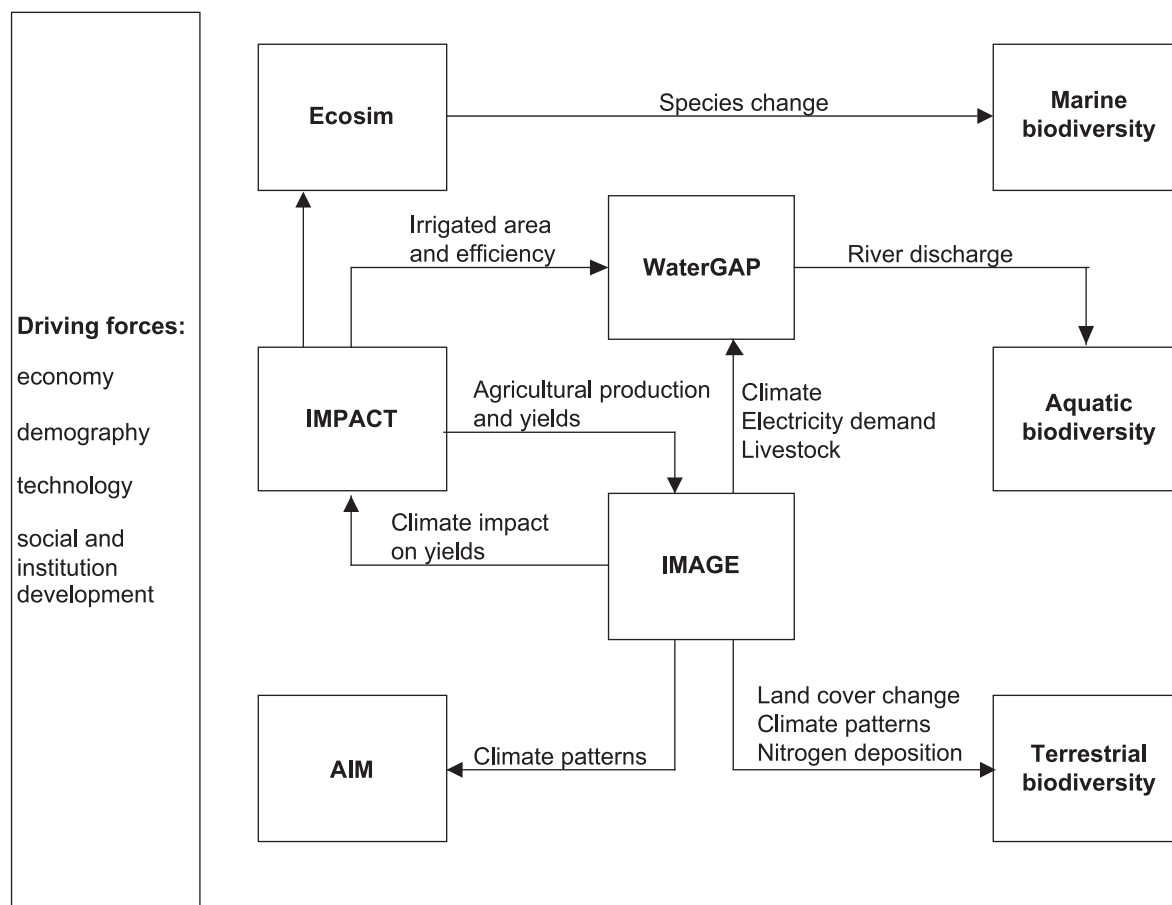 Driving forces:
economy
demography
technology
social and
institution
development
Ecosim
Species change
Marine
biodiversity
Irrigated area
and efficiency
WaterGAP
River discharge
IMPACT
Agricultural production
and yields
Climate
Electricity demand
Livestock
Aquatic
biodiversity
Climate impact
on yields
IMAGE
AIM
Climate patterns
Land cover change
Climate patterns
Nitrogen deposition
Terrestrial
biodiversity